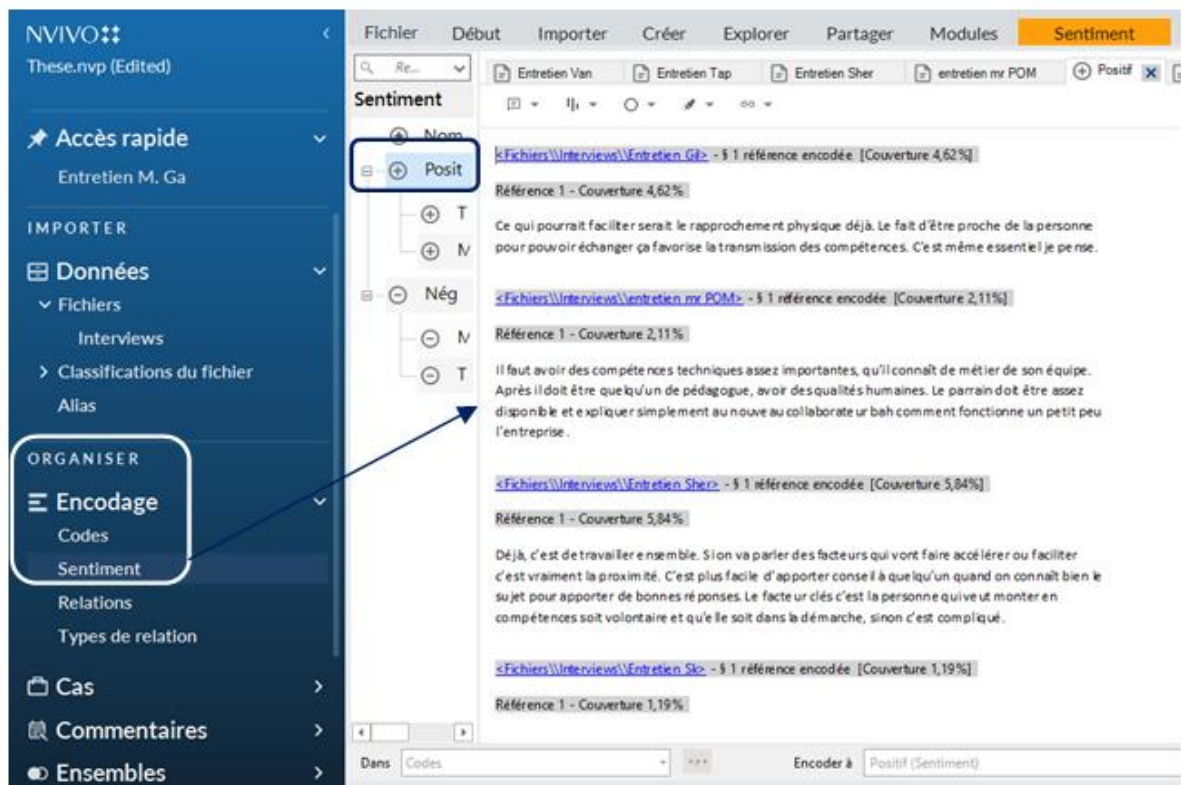 NVIVO
These.nvp (Edited)
Accès rapide
Entretien M. Ga
IMPORTER
Données
Fichiers
Interviews
Classifications du fichier
Alias
ORGANISER
Encodage
Codes
Sentiment
Relations
Types de relation
Cas
Commentaires
Ensembles
Fichier Début Importer Créer Explorer Partager Modules Sentiment
Re...
Sentiment
Nom
Posit
T
M
Nég
M
T
Entretien Van Entretien Tap Entretien Sher entretien mr POM Positif
<Fichiers\\Interviews\\Entretien Gil> - § 1 référence encodée [Couverture 4,62%]
Référence 1 - Couverture 4,62%
Ce qui pourrait faciliter serait le rapprochement physique déjà. Le fait d'être proche de la personne
pour pouvoir échanger ça favorise la transmission des compétences. C'est même essentiel je pense.
<Fichiers\\Interviews\\entretien mr POM> - § 1 référence encodée [Couverture 2,11%]
Référence 1 - Couverture 2,11%
Il faut avoir des compétences techniques assez importantes, qu'il connaît de métier de son équipe.
Après il doit être quelqu'un de pédagogue, avoir des qualités humaines. Le parrain doit être assez
disponible et expliquer simplement au nouveau collaborateur bah comment fonctionne un petit peu
l'entreprise.
<Fichiers\\Interviews\\Entretien Sher> - § 1 référence encodée [Couverture 5,84%]
Référence 1 - Couverture 5,84%
Déjà, c'est de travailler ensemble. Si on va parler des facteurs qui vont faire accélérer ou faciliter
c'est vraiment la proximité. C'est plus facile d'apporter conseil à quelqu'un quand on connaît bien le
sujet pour apporter de bonnes réponses. Le facteur clés c'est la personne qui veut monter en
compétences soit volontaire et qu'elle soit dans la démarche, sinon c'est compliqué.
<Fichiers\\Interviews\\Entretien Sk> - § 1 référence encodée [Couverture 1,19%]
Référence 1 - Couverture 1,19%
Dans Codes Encoder à Positif (Sentiment)